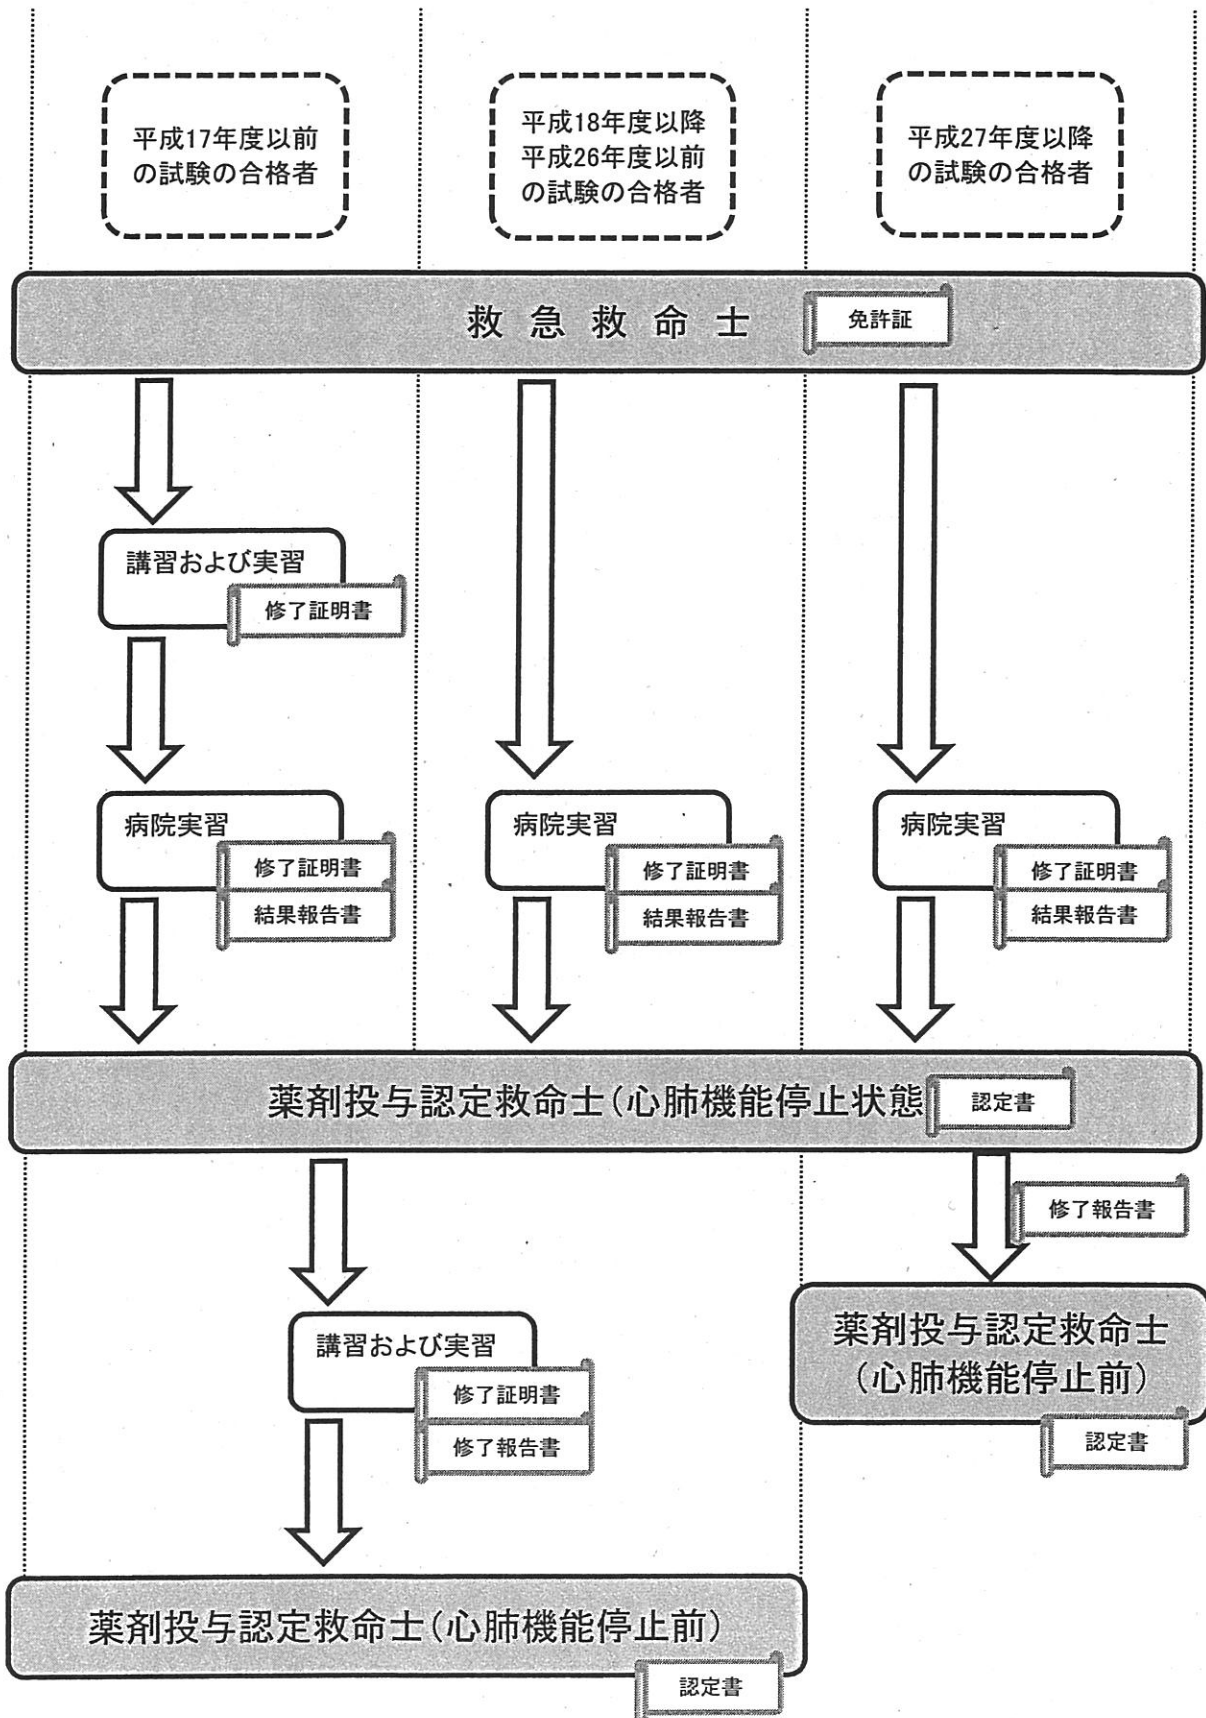 平成17年度以前
の試験の合格者
平成18年度以降
平成26年度以前
の試験の合格者
平成27年度以降
の試験の合格者
救急救命士
免許証
講習および実習
修了証明書
病院実習
修了証明書
結果報告書
病院実習
修了証明書
結果報告書
病院実習
修了証明書
結果報告書
薬剤投与認定救命士(心肺機能停止状態
認定書
修了報告書
薬剤投与認定救命士
(心肺機能停止前)
認定書
講習および実習
修了証明書
修了報告書
薬剤投与認定救命士(心肺機能停止前)
認定書